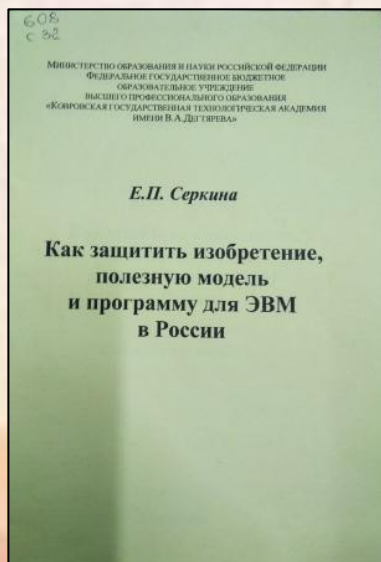 608
С 32
МИНИСТЕРСТВО ОБРАЗОВАНИЯ И НАУКИ РОССИЙСКОЙ ФЕДЕРАЦИИ
ФЕДЕРАЛЬНОЕ ГОСУДАРСТВЕННОЕ БЮДЖЕТНОЕ
ОБРАЗОВАТЕЛЬНОЕ УЧРЕЖДЕНИЕ
ВЫСШЕГО ПРОФЕССИОНАЛЬНОГО ОБРАЗОВАНИЯ
«КОВРОВСКАЯ ГОСУДАРСТВЕННАЯ ТЕХНОЛОГИЧЕСКАЯ АКАДЕМИЯ
ИМЕНИ В.А.ДЕГТЯРЕВА»
Е.П. Серкина
Как защитить изобретение,
полезную модель
и программу для ЭВМ
в России